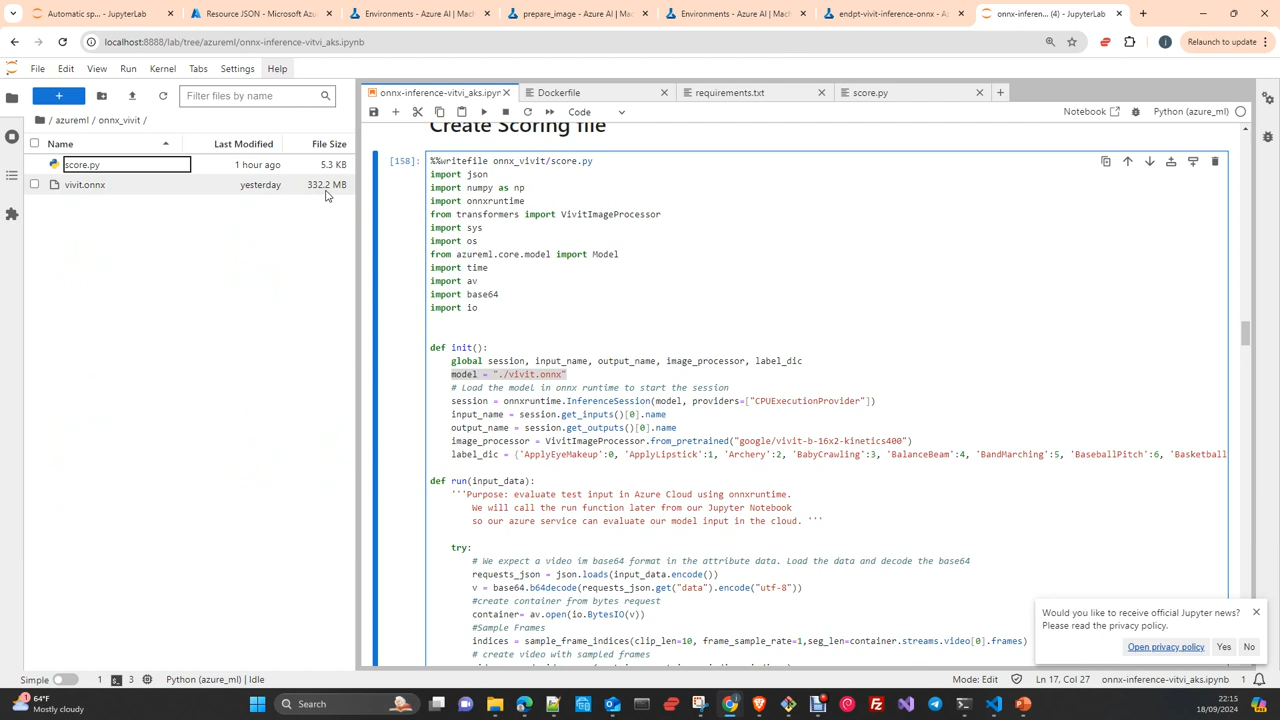 Automatic sp... - JupyterLab
Resource JSON - Microsoft Azu
Environments - Azure AI | Mach
prepare_image - Azure AI | Mac
Environments - Azure AI | Mach
endpt-vivit-inference-onnx - Az
onnx-inferen... (4) - JupyterLab
localhost:8888/lab/tree/azureml/onnx-inference-vitvi_aks.ipynb
Relaunch to update
File Edit View Run Kernel Tabs Settings Help
onnx-inference-vitvi_aks.ipyn
Dockerfile
requirements.txt
score.py
Filter files by name
Code
Notebook
Python (azure_ml)
/ azureml / onnx_vivit /
Name Last Modified File Size
score.py 1 hour ago 5.3 KB
vivit.onnx yesterday 332.2 MB
Create Scoring file
[158]:
%%writefile onnx_vivit/score.py
import json
import numpy as np
import onnxruntime
from transformers import VivitImageProcessor
import sys
import os
from azureml.core.model import Model
import time
import av
import base64
import io
def init():
global session, input_name, output_name, image_processor, label_dic
model = "./vivit.onnx"
# Load the model in onnx runtime to start the session
session = onnxruntime.InferenceSession(model, providers=["CPUExecutionProvider"])
input_name = session.get_inputs()[0].name
output_name = session.get_outputs()[0].name
image_processor = VivitImageProcessor.from_pretrained("google/vivit-b-16x2-kinetics400")
label_dic = {'ApplyEyeMakeup':0, 'ApplyLipstick':1, 'Archery':2, 'BabyCrawling':3, 'BalanceBeam':4, 'BandMarching':5, 'BaseballPitch':6, 'Basketball
def run(input_data):
'''Purpose: evaluate test input in Azure Cloud using onnxruntime.
We will call the run function later from our Jupyter Notebook
so our azure service can evaluate our model input in the cloud. '''
try:
# We expect a video im base64 format in the attribute data. Load the data and decode the base64
requests_json = json.loads(input_data.encode())
v = base64.b64decode(requests_json.get("data").encode("utf-8"))
#create container from bytes request
container= av.open(io.BytesIO(v))
#Sample Frames
indices = sample_frame_indices(clip_len=10, frame_sample_rate=1,seg_len=container.streams.video[0].frames)
# create video with sampled frames
Would you like to receive official Jupyter news?
Please read the privacy policy.
Open privacy policy Yes No
Simple
1
3
Python (azure_ml) | Idle
Mode: Edit
Ln 17, Col 27
onnx-inference-vitvi_aks.ipynb
1
64°F
Mostly cloudy
Search
22:15
18/09/2024